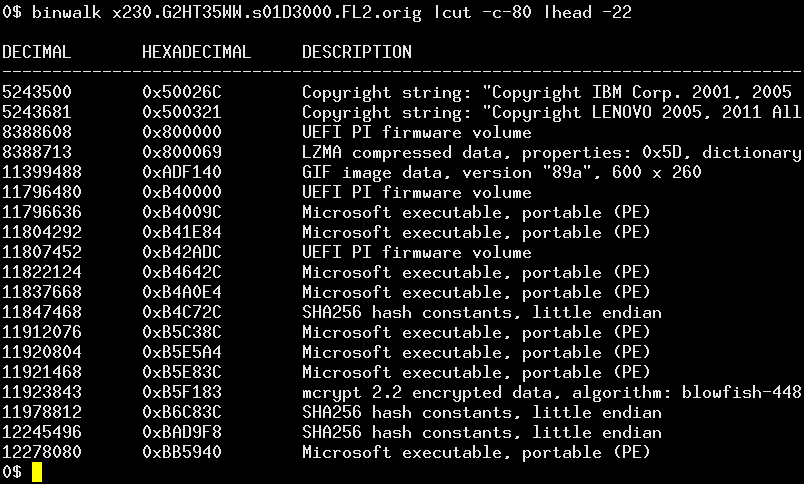 0$ binwalk x230.G2HT35WW.s01D3000.FL2.orig |cut -c-80 |head -22
DECIMAL HEXADECIMAL DESCRIPTION
--------------------------------------------------------------------------------
5243500 0x50026C Copyright string: "Copyright IBM Corp. 2001, 2005
5243681 0x500321 Copyright string: "Copyright LENOVO 2005, 2011 All
8388608 0x800000 UEFI PI firmware volume
8388713 0x800069 LZMA compressed data, properties: 0x5D, dictionary
11399488 0xADF140 GIF image data, version "89a", 600 x 260
11796480 0xB40000 UEFI PI firmware volume
11796636 0xB4009C Microsoft executable, portable (PE)
11804292 0xB41E84 Microsoft executable, portable (PE)
11807452 0xB42ADC UEFI PI firmware volume
11822124 0xB4642C Microsoft executable, portable (PE)
11837668 0xB4A0E4 Microsoft executable, portable (PE)
11847468 0xB4C72C SHA256 hash constants, little endian
11912076 0xB5C38C Microsoft executable, portable (PE)
11920804 0xB5E5A4 Microsoft executable, portable (PE)
11921468 0xB5E83C Microsoft executable, portable (PE)
11923843 0xB5F183 mcrypt 2.2 encrypted data, algorithm: blowfish-448
11978812 0xB6C83C SHA256 hash constants, little endian
12245496 0xBAD9F8 SHA256 hash constants, little endian
12278080 0xBB5940 Microsoft executable, portable (PE)
0$